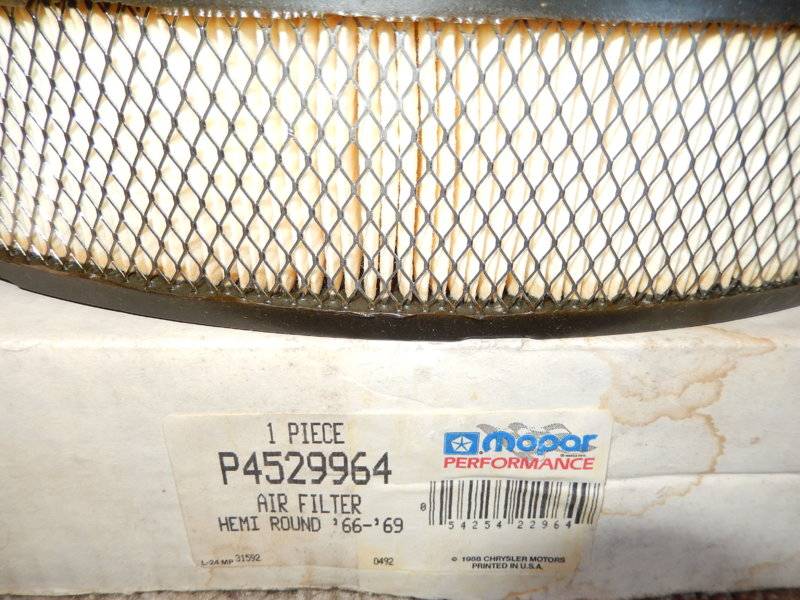 1 PIECE
P4529964
AIR FILTER
HEMI ROUND '66-'69
L-24 MP 31592
0492
Mopar
PERFORMANCE
0 54254 22964
© 1988 CHRYSLER MOTORS
PRINTED IN U.S.A.